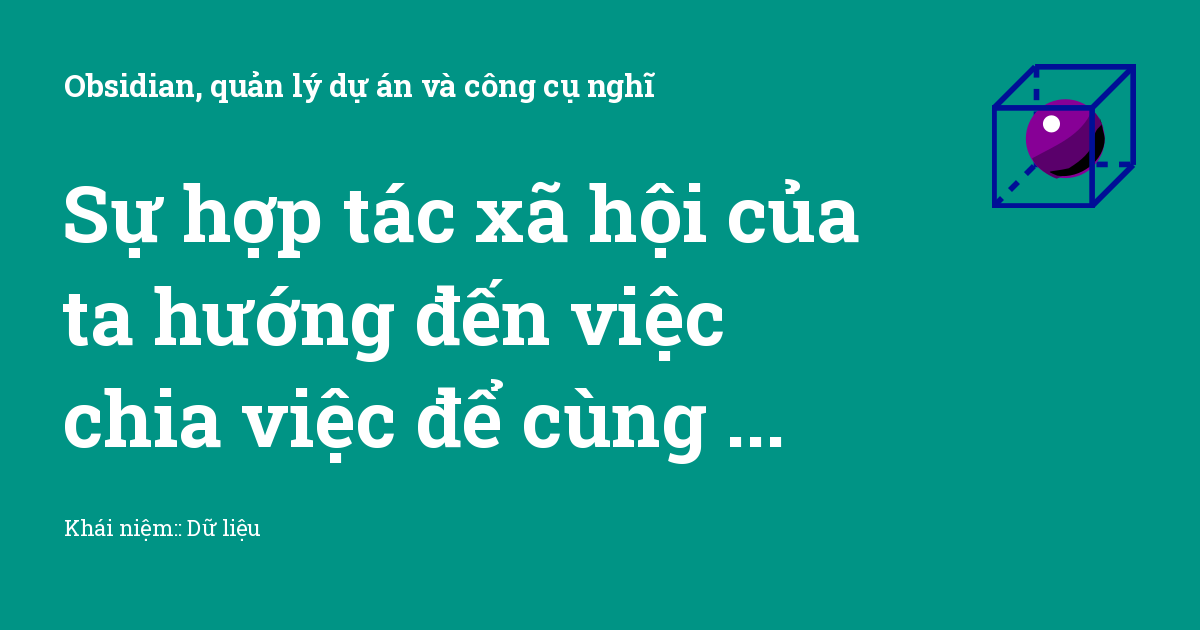 Obsidian, quản lý dự án và công cụ nghĩ
Sự hợp tác xã hội của
ta hướng đến việc
chia việc để cùng ...
Khái niệm:: Dữ liệu